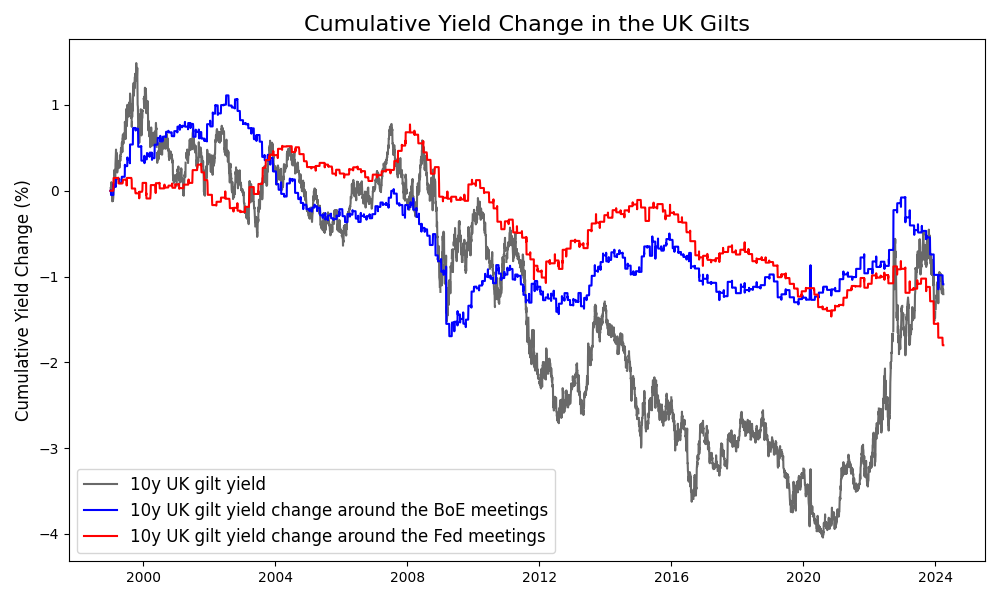 Cumulative Yield Change in the UK Gilts
Cumulative Yield Change (%)
1
0
−1
−2
−3
−4
10y UK gilt yield
10y UK gilt yield change around the BoE meetings
10y UK gilt yield change around the Fed meetings
2000 2004 2008 2012 2016 2020 2024